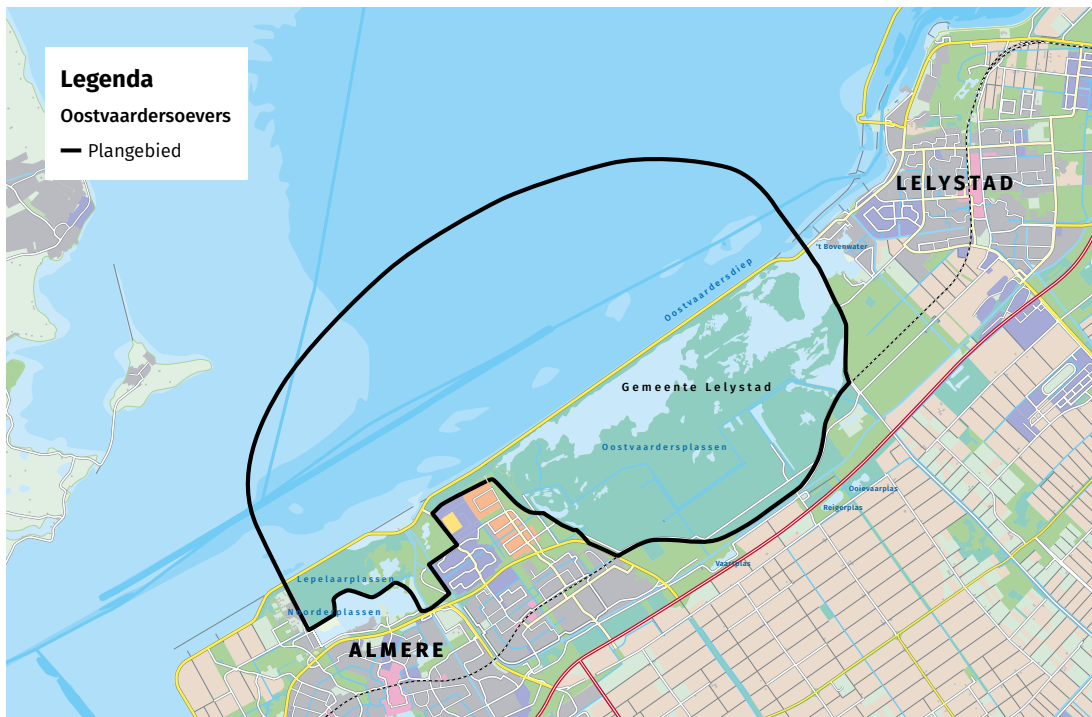 Legenda
Oostvaardersoevers
Plangebied
LELYSTAD
't Bovenwater
Oostvaardersdiep
Gemeente Lelystad
Oostvaardersplassen
Ooievaarplas
Reigerplas
Vaartplas
Lepelaarplassen
Noorderplassen
ALMERE